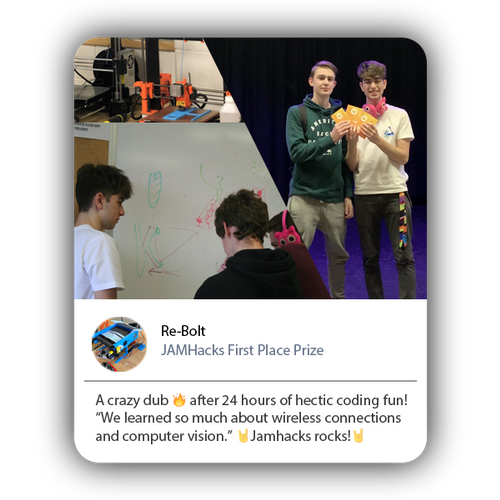 Re-Bolt
JAMHacks First Place Prize
A crazy dub 🔥 after 24 hours of hectic coding fun!
“We learned so much about wireless connections
and computer vision.” 🤘Jamhacks rocks!🤘